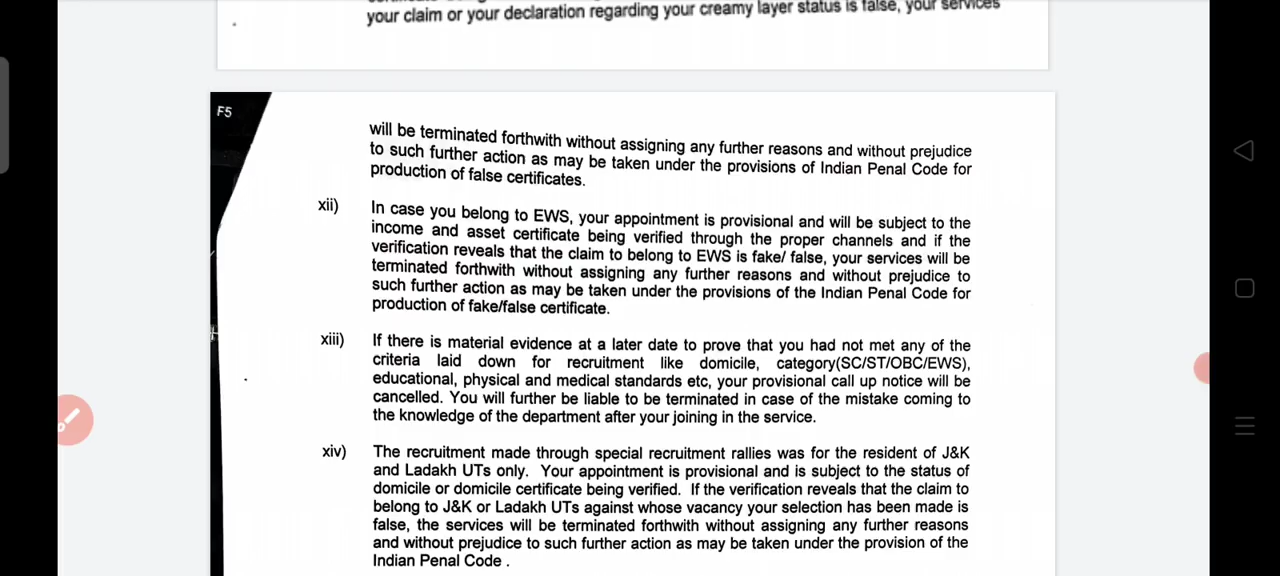 your claim or your declaration regarding your creamy layer status is false, your services
F5
will be terminated forthwith without assigning any further reasons and without prejudice
to such further action as may be taken under the provisions of Indian Penal Code for
production of false certificates.
xii) In case you belong to EWS, your appointment is provisional and will be subject to the
income and asset certificate being verified through the proper channels and if the
verification reveals that the claim to belong to EWS is fake/ false, your services will be
terminated forthwith without assigning any further reasons and without prejudice to
such further action as may be taken under the provisions of the Indian Penal Code for
production of fake/false certificate.
xiii) If there is material evidence at a later date to prove that you had not met any of the
criteria laid down for recruitment like domicile, category(SC/ST/OBC/EWS),
educational, physical and medical standards etc, your provisional call up notice will be
cancelled. You will further be liable to be terminated in case of the mistake coming to
the knowledge of the department after your joining in the service.
xiv) The recruitment made through special recruitment rallies was for the resident of J&K
and Ladakh UTs only. Your appointment is provisional and is subject to the status of
domicile or domicile certificate being verified. If the verification reveals that the claim to
belong to J&K or Ladakh UTs against whose vacancy your selection has been made is
false, the services will be terminated forthwith without assigning any further reasons
and without prejudice to such further action as may be taken under the provision of the
Indian Penal Code .